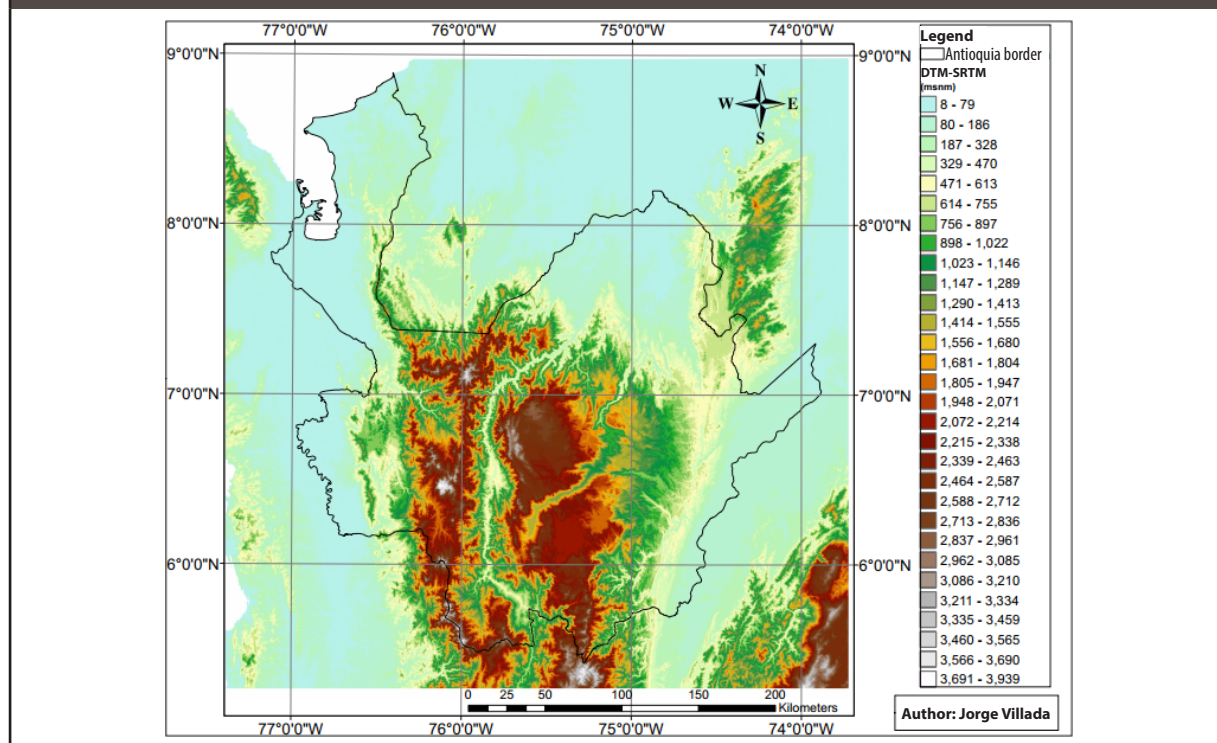 77°0'0"W 76°0'0"W 75°0'0"W 74°0'0"W
9°0'0"N 9°0'0"N
8°0'0"N 8°0'0"N
7°0'0"N 7°0'0"N
6°0'0"N 6°0'0"N
N
W E
S
0 25 50 100 150 200
Kilometers
77°0'0"W 76°0'0"W 75°0'0"W 74°0'0"W
Legend
Antioquia border
DTM-SRTM
(msnm)
8 - 79
80 - 186
187 - 328
329 - 470
471 - 613
614 - 755
756 - 897
898 - 1,022
1,023 - 1,146
1,147 - 1,289
1,290 - 1,413
1,414 - 1,555
1,556 - 1,680
1,681 - 1,804
1,805 - 1,947
1,948 - 2,071
2,072 - 2,214
2,215 - 2,338
2,339 - 2,463
2,464 - 2,587
2,588 - 2,712
2,713 - 2,836
2,837 - 2,961
2,962 - 3,085
3,086 - 3,210
3,211 - 3,334
3,335 - 3,459
3,460 - 3,565
3,566 - 3,690
3,691 - 3,939
Author: Jorge Villada